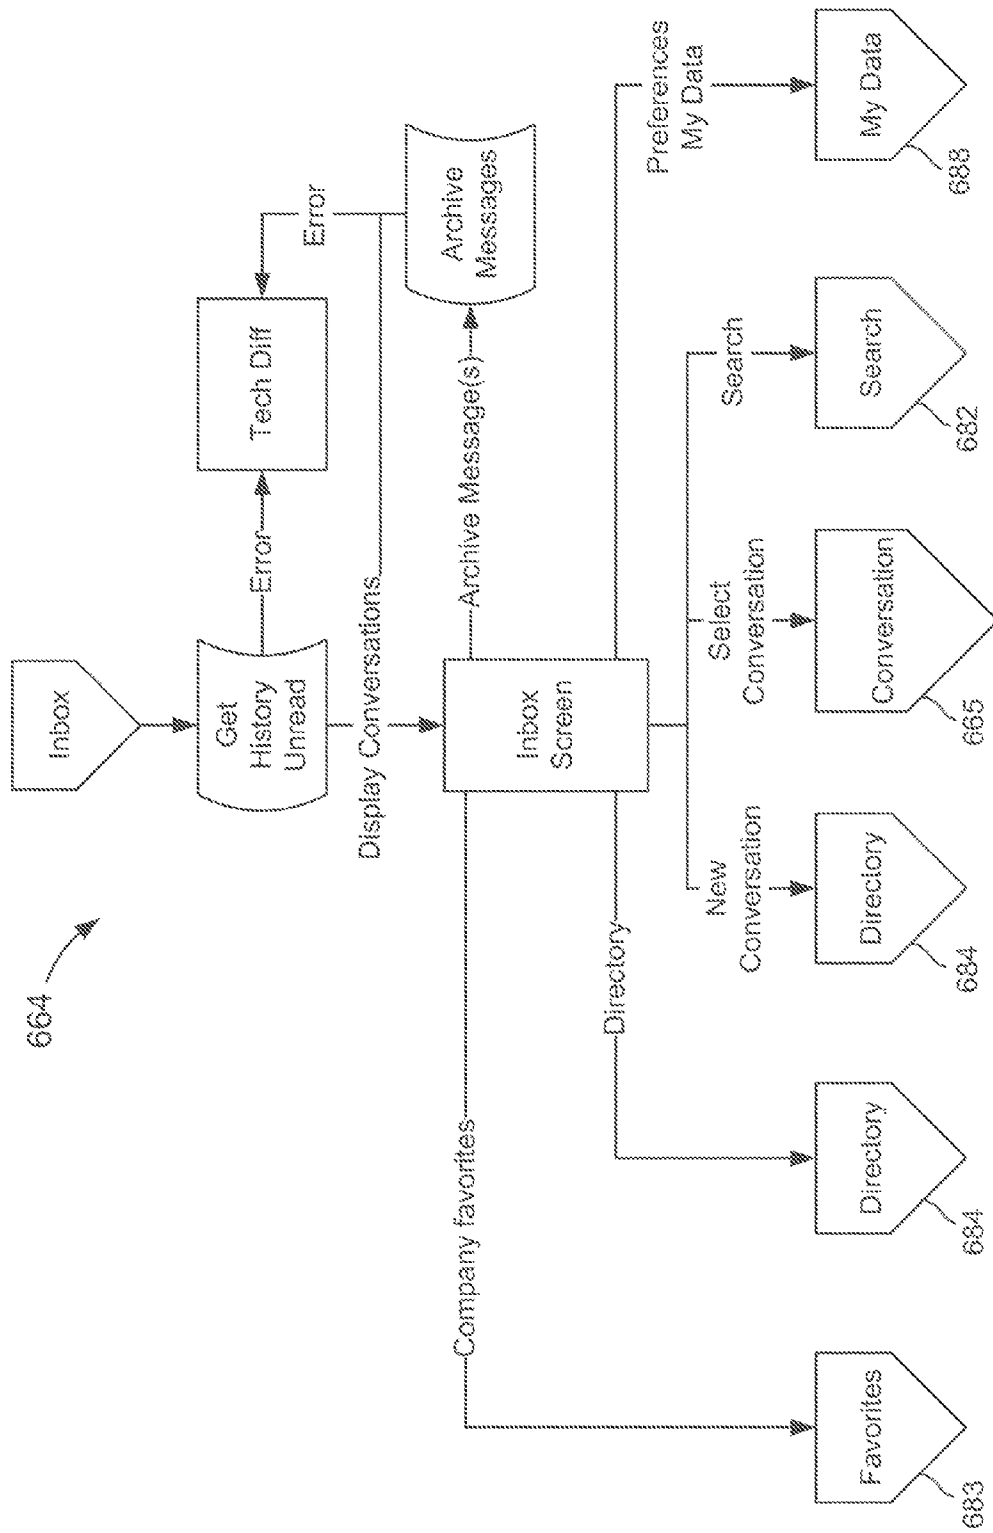 664
Inbox
Get
History
Unread
Error
Tech Diff
Error
Display Conversations
Archive Message(s)
Archive
Messages
Inbox
Screen
Company favorites
Directory
New
Conversation
Select
Conversation
Search
Preferences
My Data
Favorites
683
Directory
684
Directory
684
Conversation
665
Search
682
My Data
688